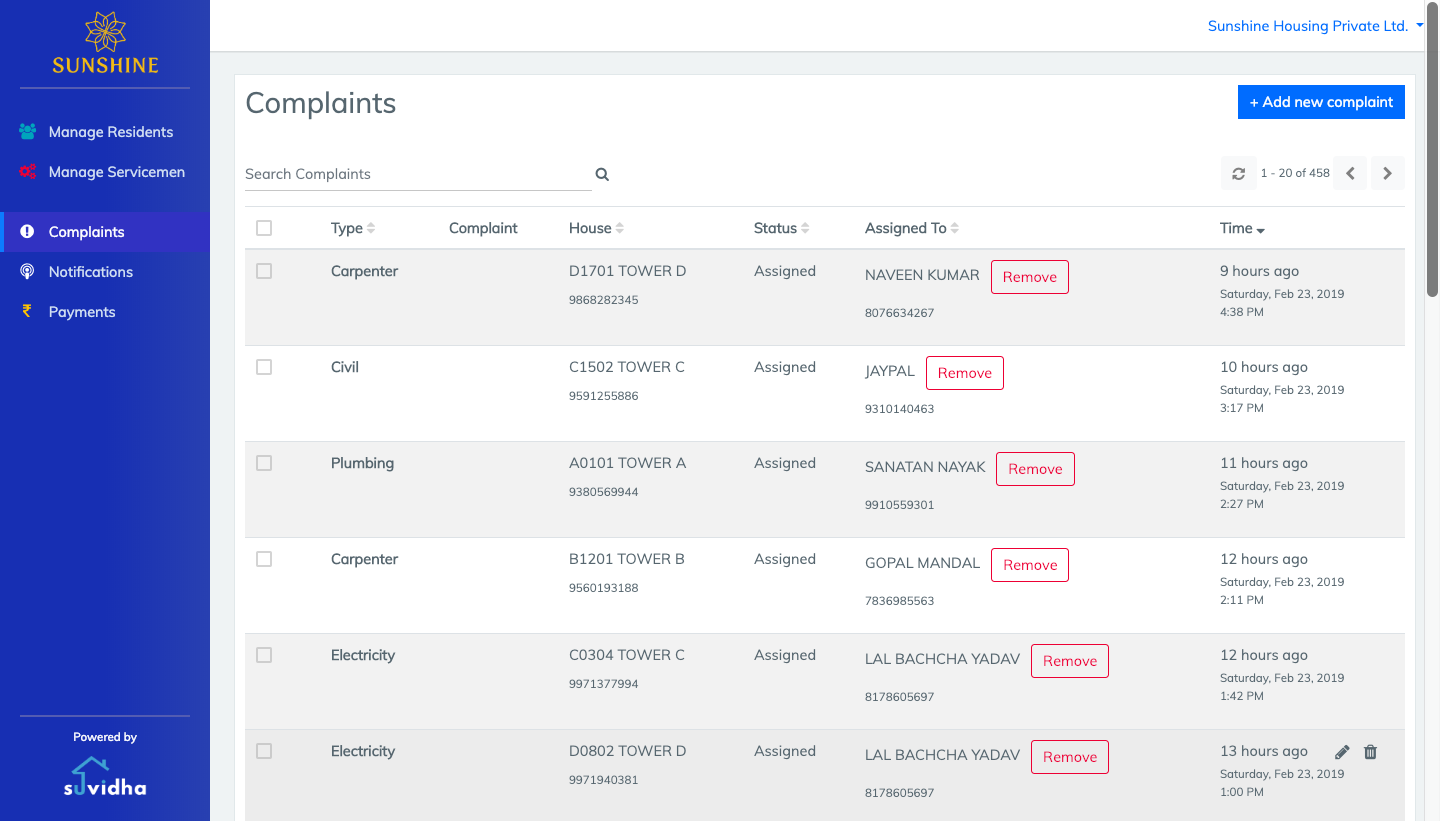 SUNSHINE
Sunshine Housing Private Ltd.
Manage Residents
Manage Servicemen
Complaints
Notifications
Payments
Powered by
suvidha
Complaints
+ Add new complaint
Search Complaints
1 - 20 of 458
Type Complaint House Status Assigned To Time
Carpenter D1701 TOWER D Assigned NAVEEN KUMAR Remove 9 hours ago
9868282345 8076634267 Saturday, Feb 23, 2019
4:38 PM
Civil C1502 TOWER C Assigned JAYPAL Remove 10 hours ago
9591255886 9310140463 Saturday, Feb 23, 2019
3:17 PM
Plumbing A0101 TOWER A Assigned SANATAN NAYAK Remove 11 hours ago
9380569944 9910559301 Saturday, Feb 23, 2019
2:27 PM
Carpenter B1201 TOWER B Assigned GOPAL MANDAL Remove 12 hours ago
9560193188 7836985563 Saturday, Feb 23, 2019
2:11 PM
Electricity C0304 TOWER C Assigned LAL BACHCHA YADAV Remove 12 hours ago
9971377994 8178605697 Saturday, Feb 23, 2019
1:42 PM
Electricity D0802 TOWER D Assigned LAL BACHCHA YADAV Remove 13 hours ago
9971940381 8178605697 Saturday, Feb 23, 2019
1:00 PM